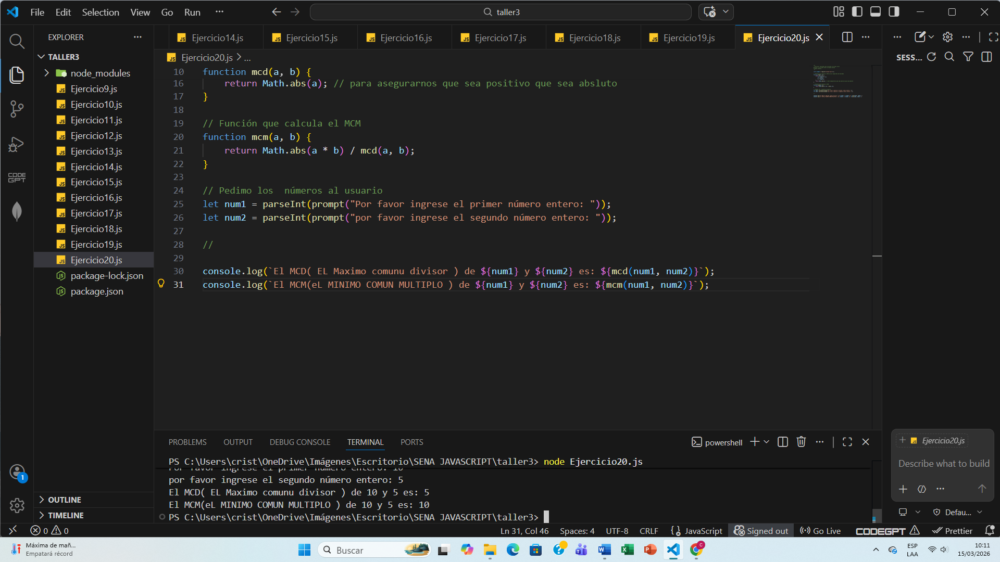 File Edit Selection View Go Run ···
taller3
EXPLORER
TALLER3
node_modules
Ejercicio9.js
Ejercicio10.js
Ejercicio11.js
Ejercicio12.js
Ejercicio13.js
Ejercicio14.js
Ejercicio15.js
Ejercicio16.js
Ejercicio17.js
Ejercicio18.js
Ejercicio19.js
Ejercicio20.js
package-lock.json
package.json
OUTLINE
TIMELINE
CODE GPT
1
Ejercicio14.js Ejercicio15.js Ejercicio16.js Ejercicio17.js Ejercicio18.js Ejercicio19.js Ejercicio20.js
Ejercicio20.js > ...
10 function mcd(a, b) {
16 return Math.abs(a); // para asegurarnos que sea positivo que sea absluto
17 }
18
19 // Función que calcula el MCM
20 function mcm(a, b) {
21 return Math.abs(a * b) / mcd(a, b);
22 }
23
24 // Pedimo los  números al usuario
25 let num1 = parseInt(prompt("Por favor ingrese el primer número entero: "));
26 let num2 = parseInt(prompt("por favor ingrese el segundo número entero: "));
27
28 //
29
30 console.log(`El MCD( EL Maximo comunu divisor ) de ${num1} y ${num2} es: ${mcd(num1, num2)}`);
31 console.log(`El MCM(eL MINIMO COMUN MULTIPLO ) de ${num1} y ${num2} es: ${mcm(num1, num2)}`);
PROBLEMS OUTPUT DEBUG CONSOLE TERMINAL PORTS
powershell
PS C:\Users\crist\OneDrive\Imágenes\Escritorio\SENA JAVASCRIPT\taller3> node Ejercicio20.js
Por favor ingrese el primer número entero: 10
por favor ingrese el segundo número entero: 5
El MCD( EL Maximo comunu divisor ) de 10 y 5 es: 5
El MCM(eL MINIMO COMUN MULTIPLO ) de 10 y 5 es: 10
PS C:\Users\crist\OneDrive\Imágenes\Escritorio\SENA JAVASCRIPT\taller3>
SESS...
Ejercicio20.js
Describe what to build
Defau...
0 0
Ln 31, Col 46 Spaces: 4 UTF-8 CRLF JavaScript Signed out Go Live CODEGPT Prettier
Máxima de mañ...
Empatará récord
Buscar
ESP
LAA
10:11
15/03/2026